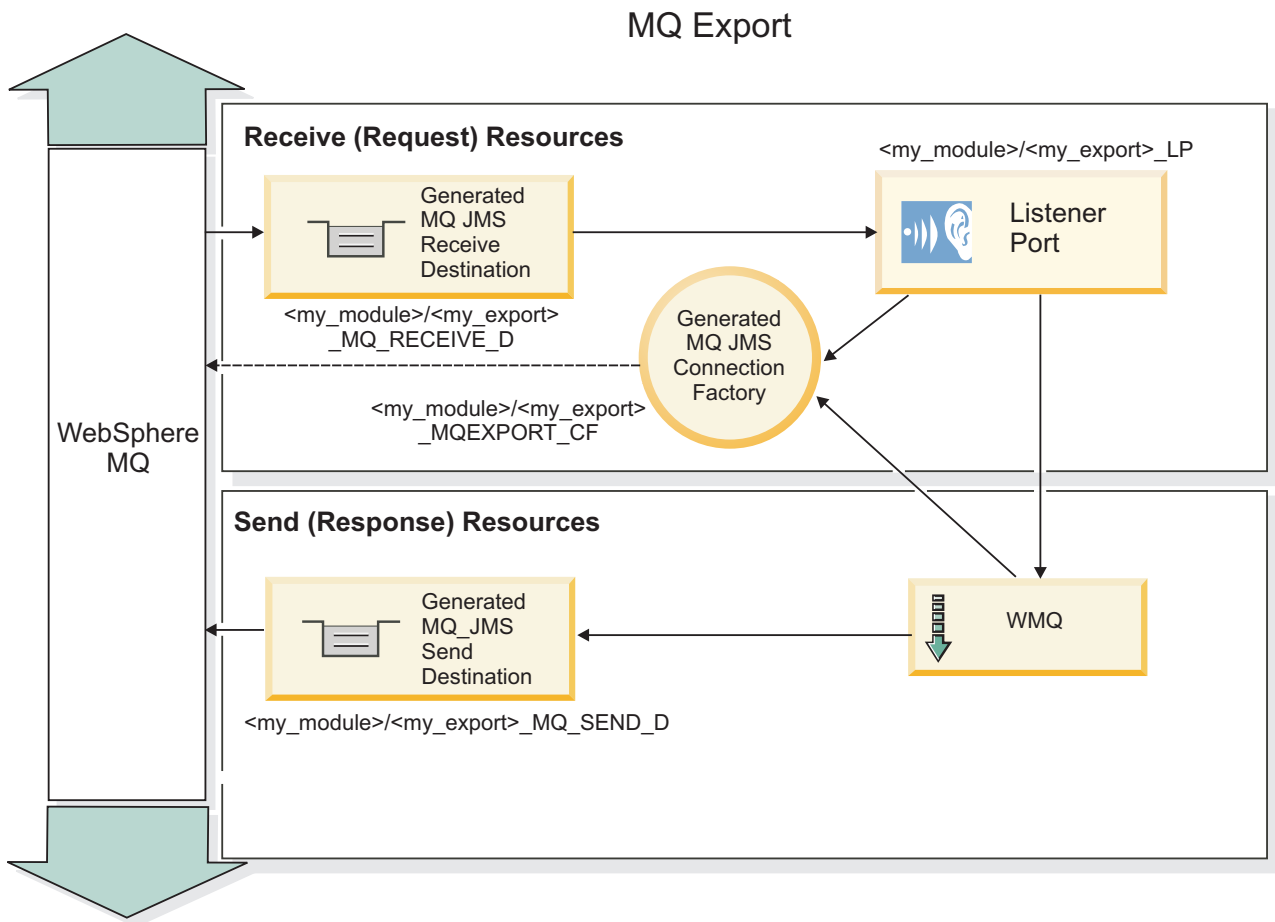 MQ Export
Receive (Request) Resources
<my_module>/<my_export>_LP
Generated
MQ JMS
Receive
Destination
Listener
Port
<my_module>/<my_export>
_MQ_RECEIVE_D
Generated
MQ JMS
Connection
Factory
<my_module>/<my_export>
_MQEXPORT_CF
WebSphere
MQ
Send (Response) Resources
Generated
MQ_JMS
Send
Destination
WMQ
<my_module>/<my_export>_MQ_SEND_D